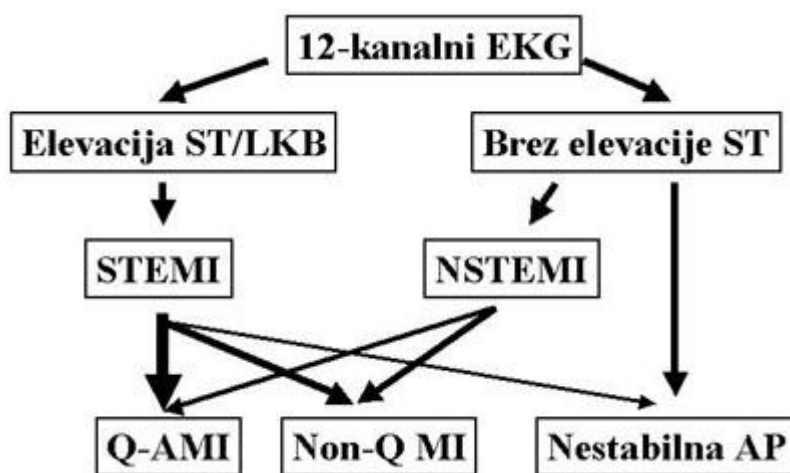 12-kanalni EKG
Elevacija ST/LKB
Brez elevacije ST
STEMI
NSTEMI
Q-AMI
Non-Q MI
Nestabilna AP